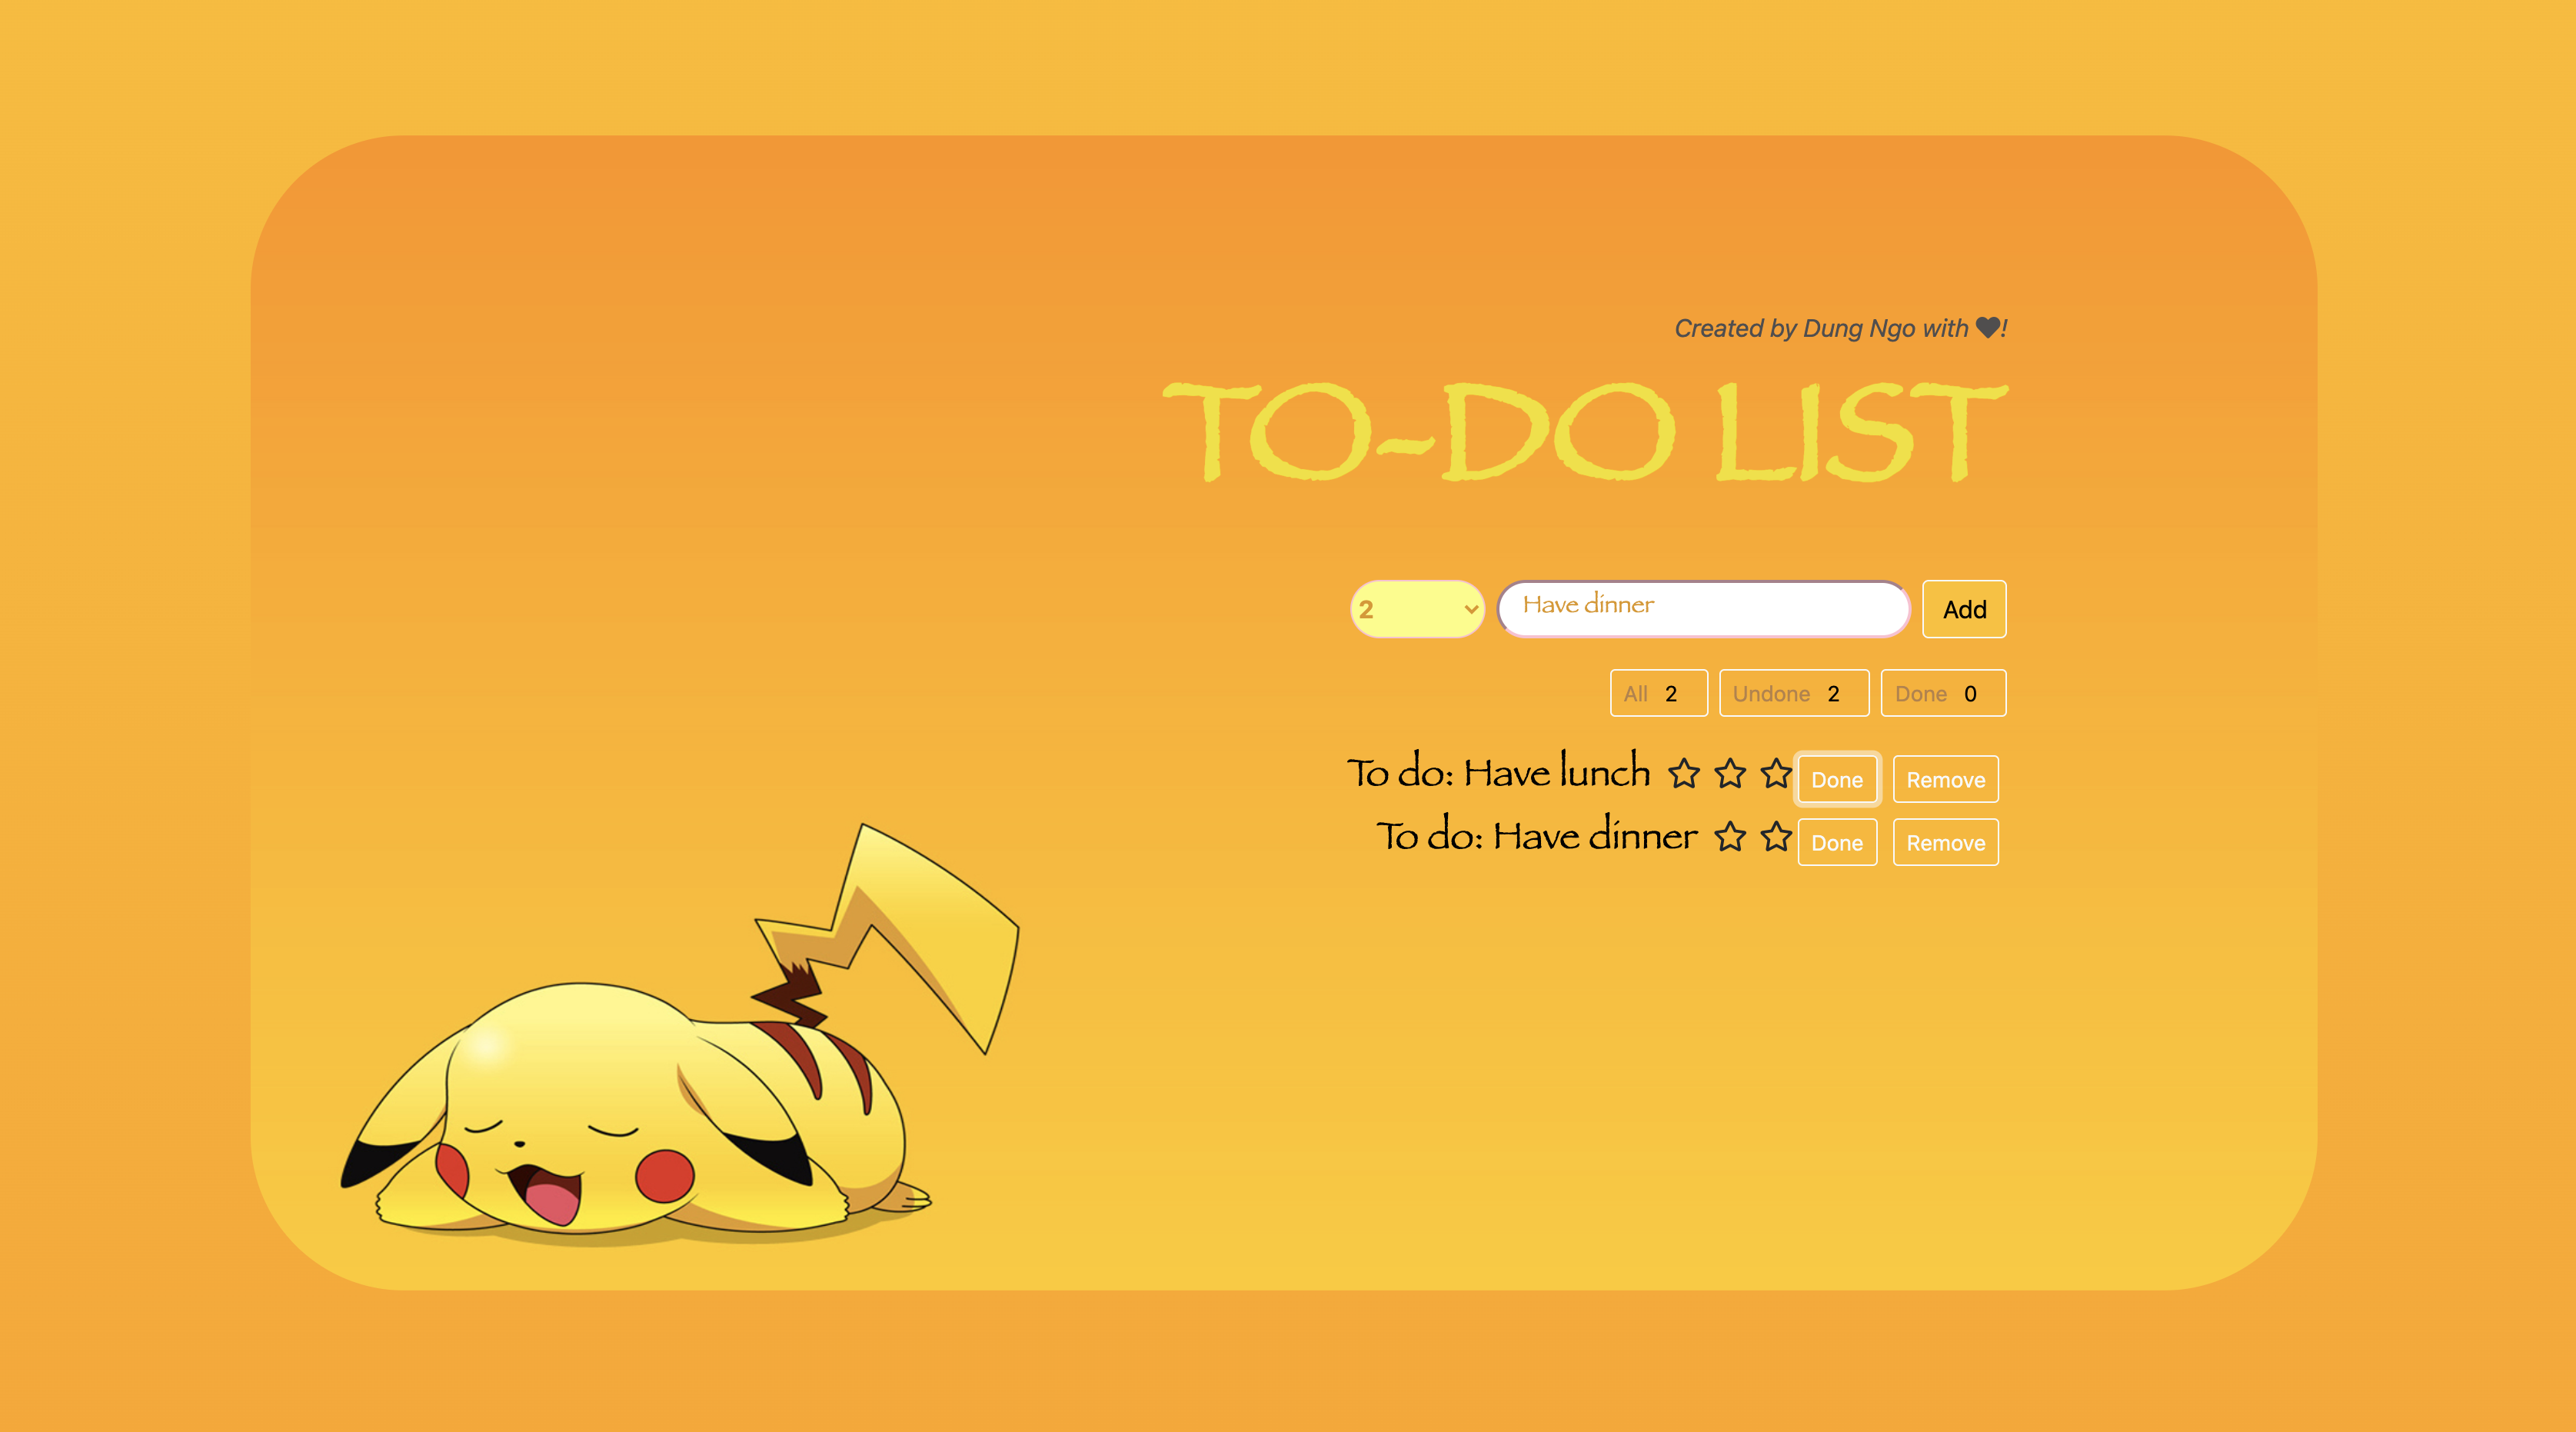 Created by Dung Ngo with ♥!
TO-DO LIST
2 Have dinner Add
All 2 Undone 2 Done 0
To do: Have lunch Done Remove
To do: Have dinner Done Remove